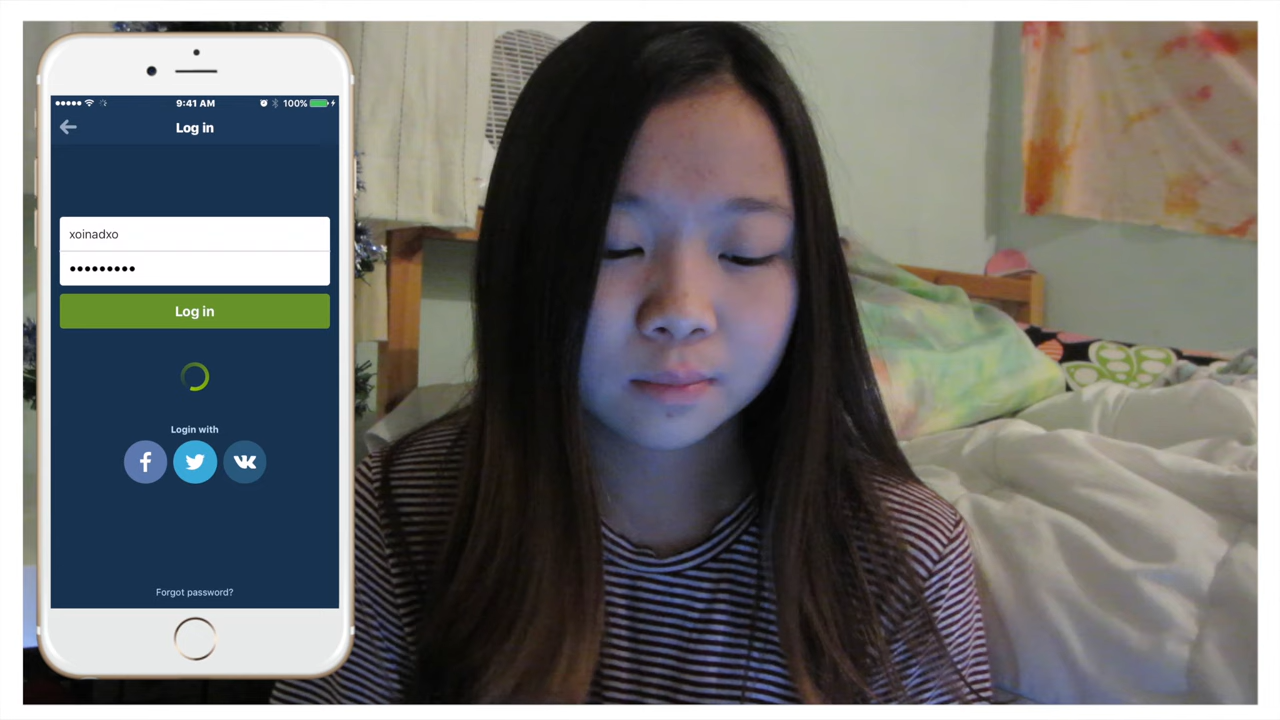 9:41 AM
100%
Log in
xoinadxo
•••••••••
Log in
Login with
Forgot password?